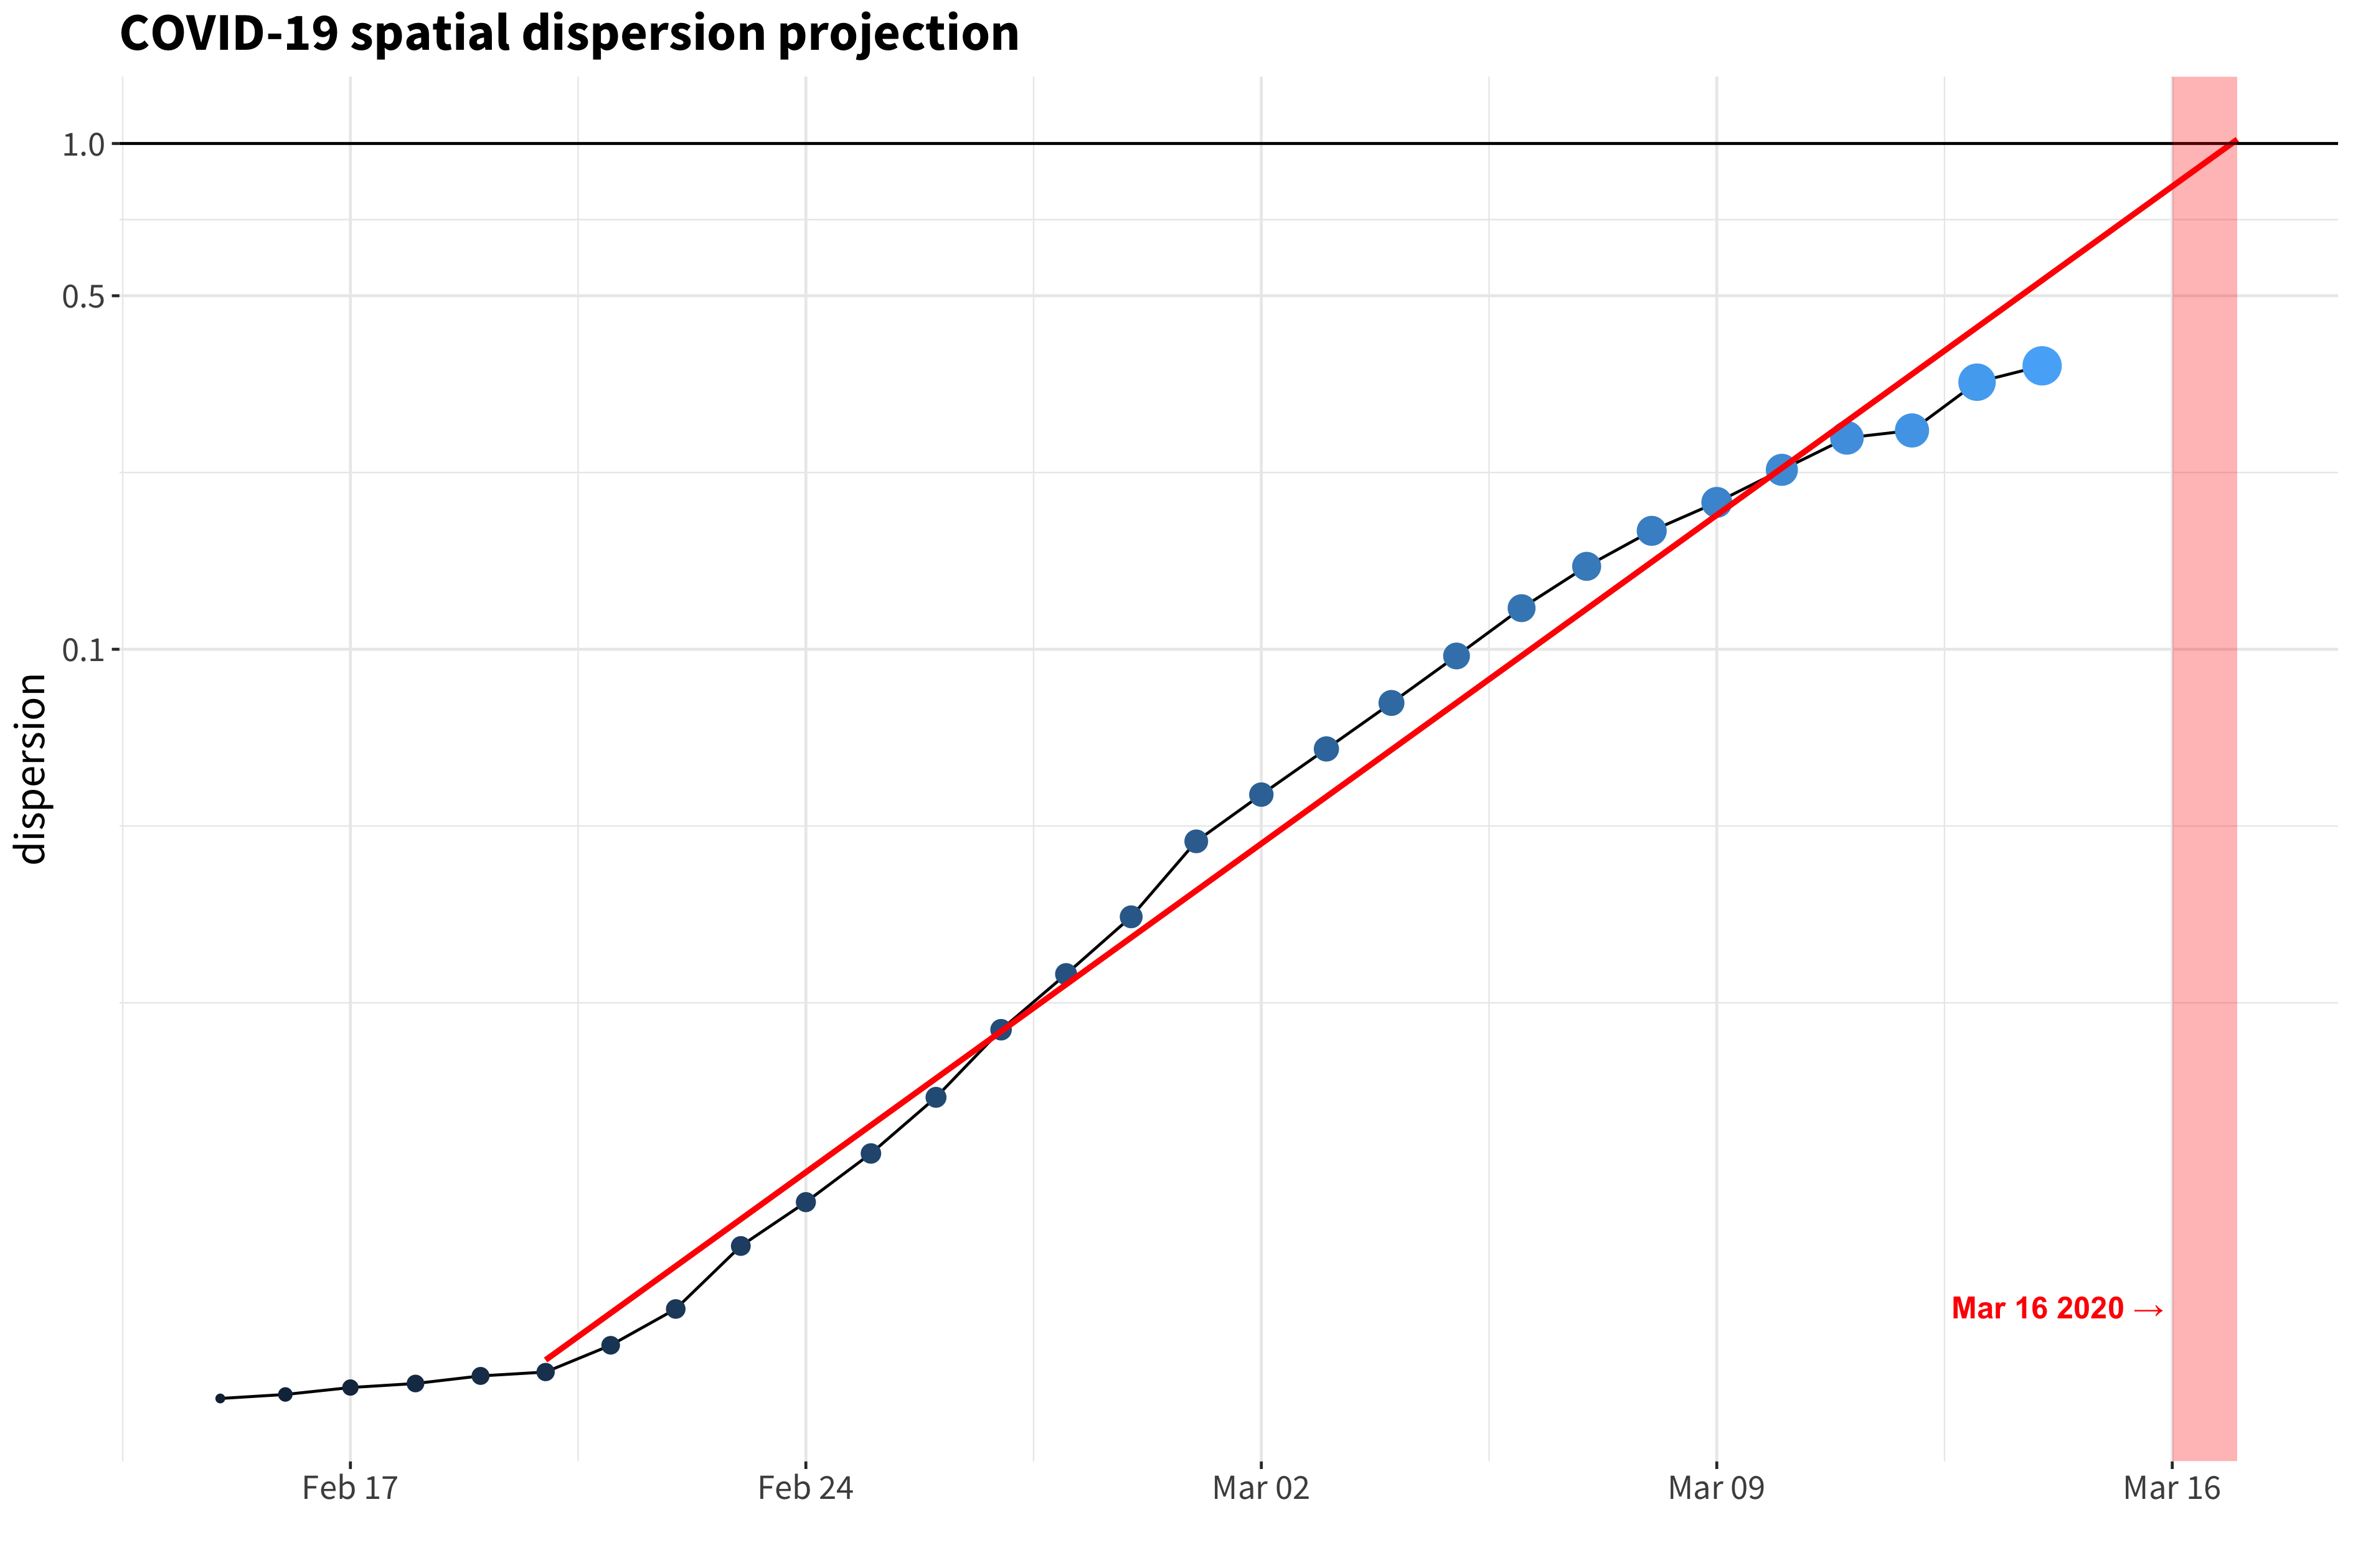 COVID-19 spatial dispersion projection
1.0
0.5
0.1
dispersion
Mar 16 2020 →
Feb 17
Feb 24
Mar 02
Mar 09
Mar 16